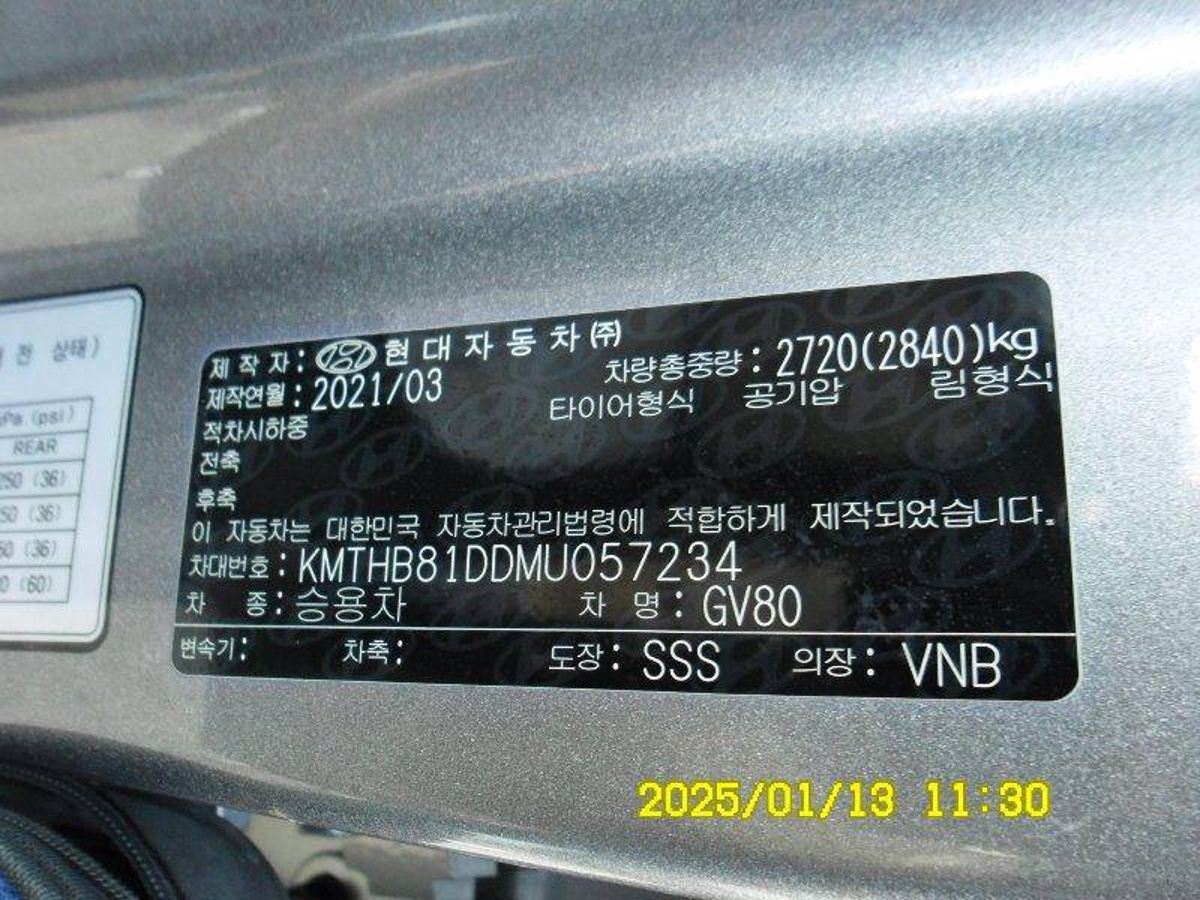 전 상태)
Pa (psi)
REAR
250 (36)
50 (36)
50 (36)
0 (60)
제작자: 현대자동차㈜
제작연월: 2021/03
차량총중량: 2720(2840)kg
적차시하중
타이어형식 공기압 림형식
전축
후축
이 자동차는 대한민국 자동차관리법령에 적합하게 제작되었습니다.
차대번호: KMTHB81DDMU057234
차 종: 승용차 차 명: GV80
변속기: 차축: 도장: SSS 의장: VNB
2025/01/13 11:30